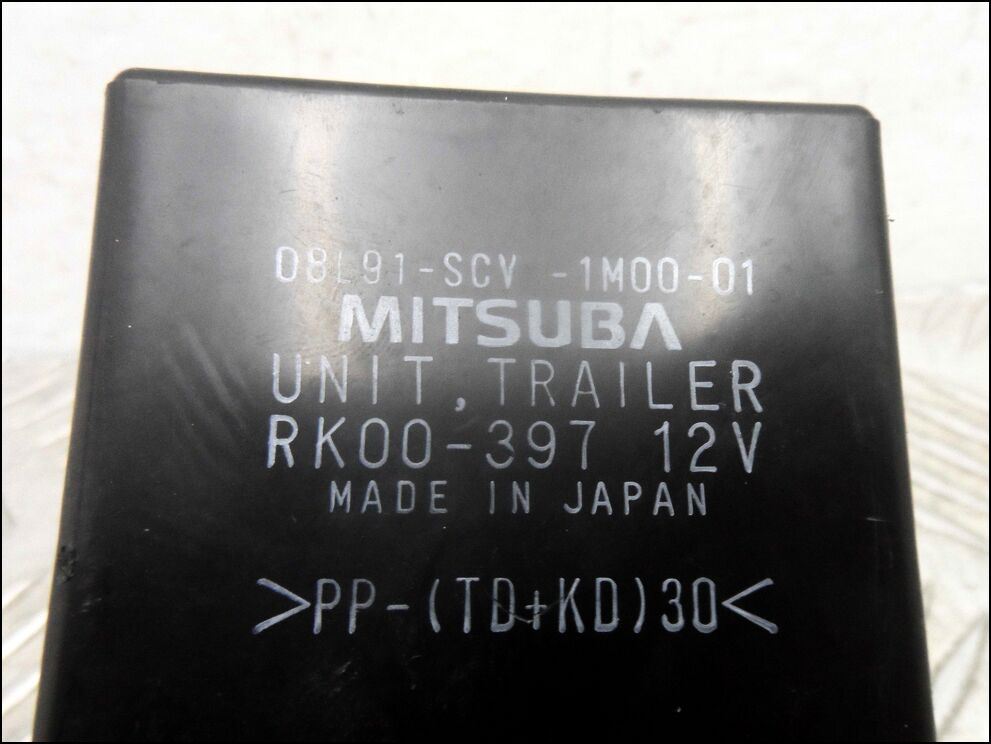 08L91-SCV -1M00-01
MITSUBA
UNIT, TRAILER
RK00-397 12V
MADE IN JAPAN
>PP-(TD+KD)30<